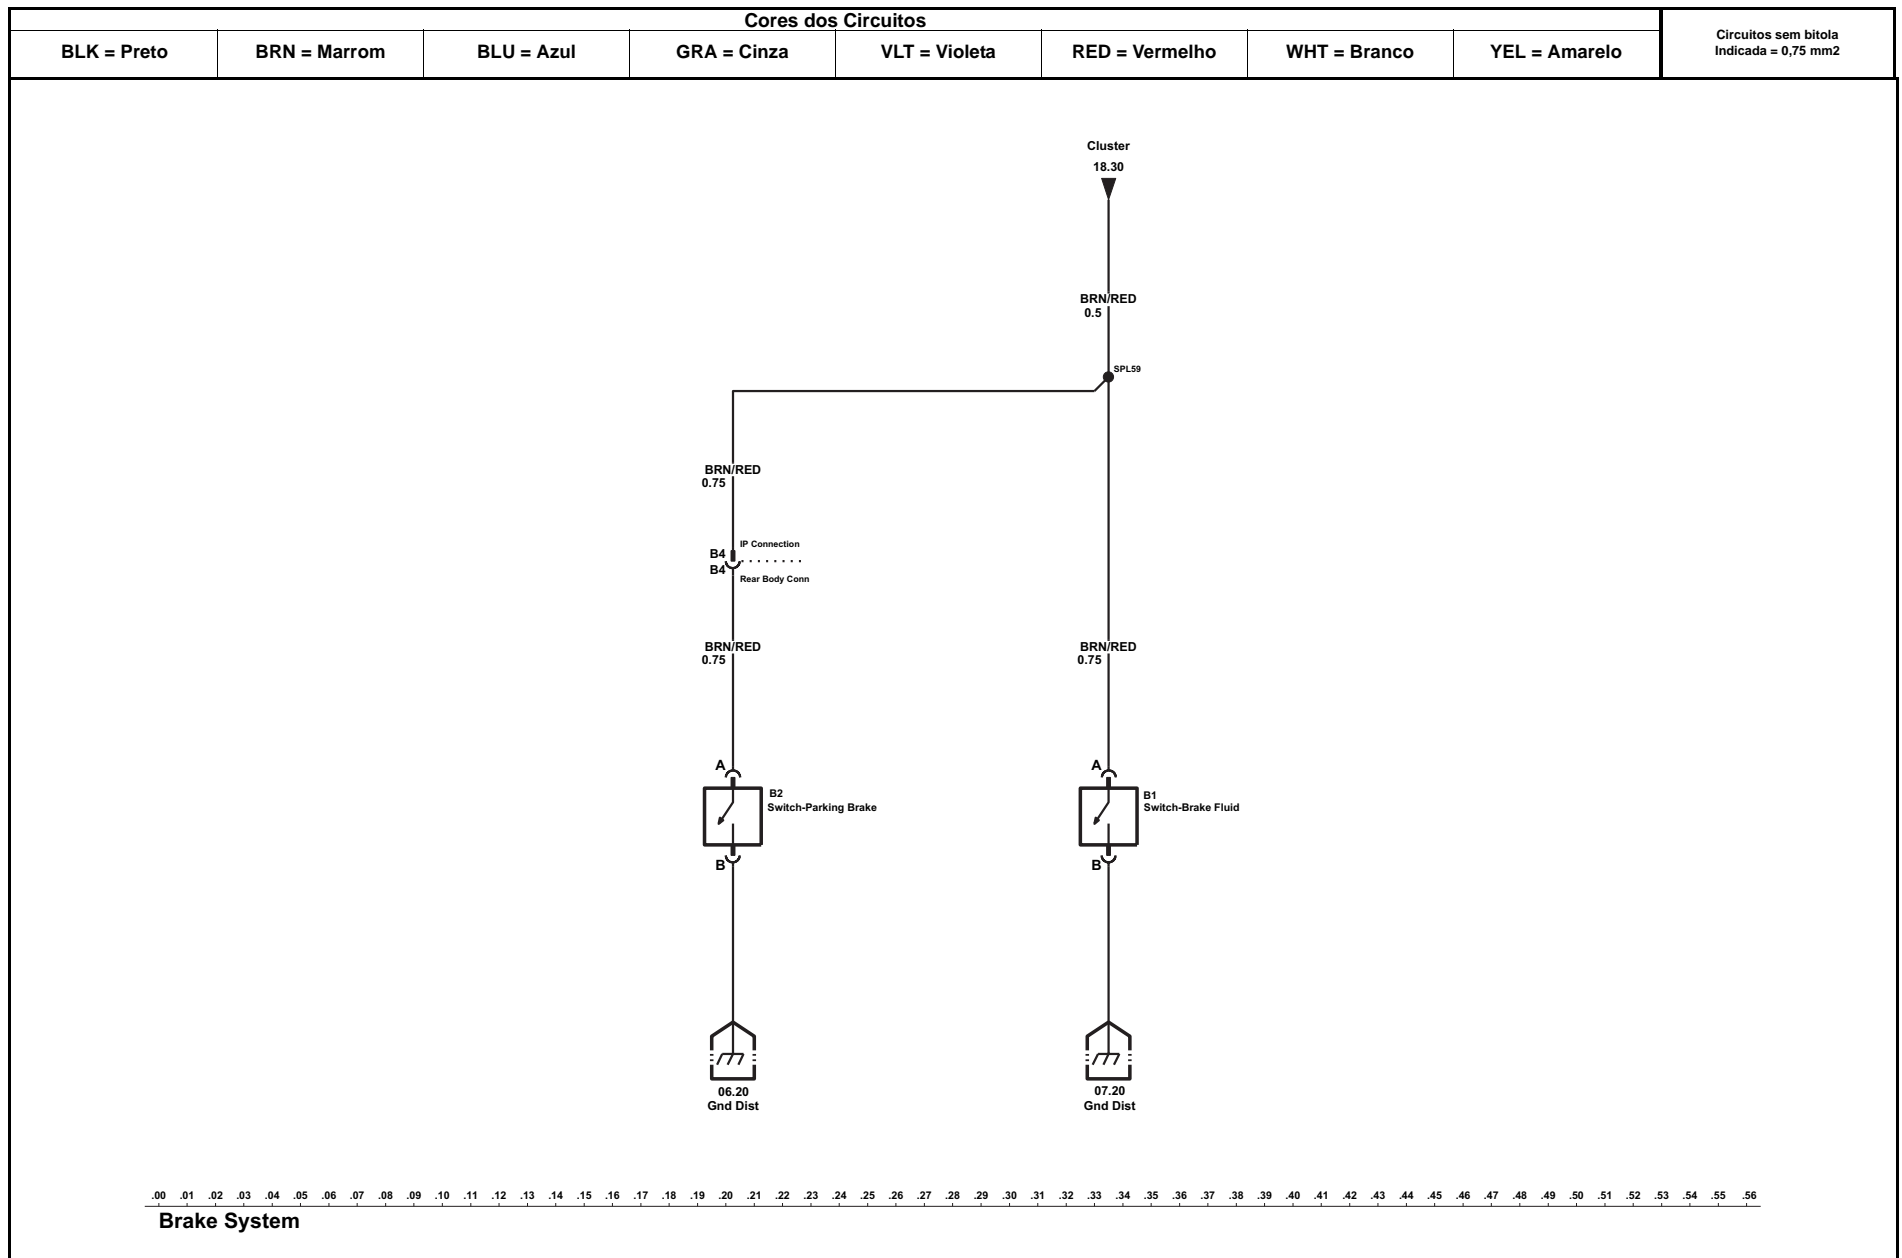 Cores dos Circuitos
BLK = Preto
BRN = Marrom
BLU = Azul
GRA = Cinza
VLT = Violeta
RED = Vermelho
WHT = Branco
YEL = Amarelo
Circuitos sem bitola
Indicada = 0,75 mm2
Cluster
18.30
BRN/RED
0.5
SPL59
BRN/RED
0.75
IP Connection
B4
B4
Rear Body Conn
BRN/RED
0.75
BRN/RED
0.75
A
B2
Switch-Parking Brake
B
A
B1
Switch-Brake Fluid
B
06.20
Gnd Dist
07.20
Gnd Dist
.00 .01 .02 .03 .04 .05 .06 .07 .08 .09 .10 .11 .12 .13 .14 .15 .16 .17 .18 .19 .20 .21 .22 .23 .24 .25 .26 .27 .28 .29 .30 .31 .32 .33 .34 .35 .36 .37 .38 .39 .40 .41 .42 .43 .44 .45 .46 .47 .48 .49 .50 .51 .52 .53 .54 .55 .56
Brake System